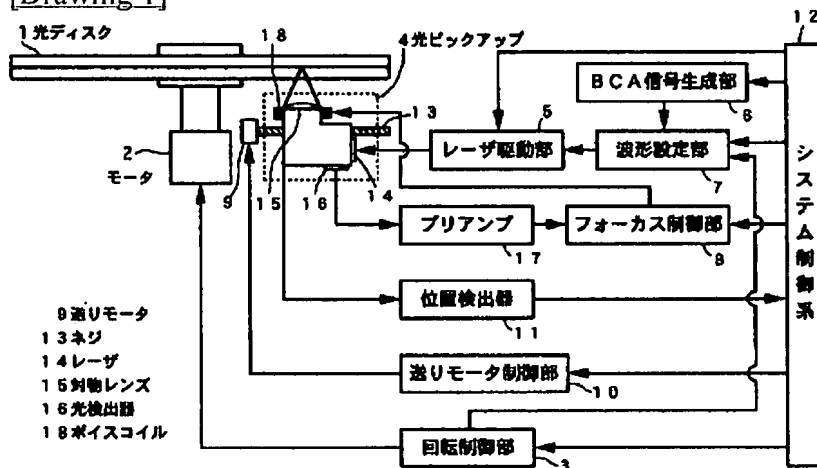 [Drawing 1]
1光ディスク
18
4光ピックアップ
12
BCA信号生成部
6
13
5
レーザ駆動部
波形設定部
7
2
モータ
9
15
16
14
プリアンプ
17
フォーカス制御部
8
システム制御系
位置検出器
11
9送りモータ
13ネジ
14レーザ
15対物レンズ
16光検出器
18ボイスコイル
送りモータ制御部
10
回転制御部
3